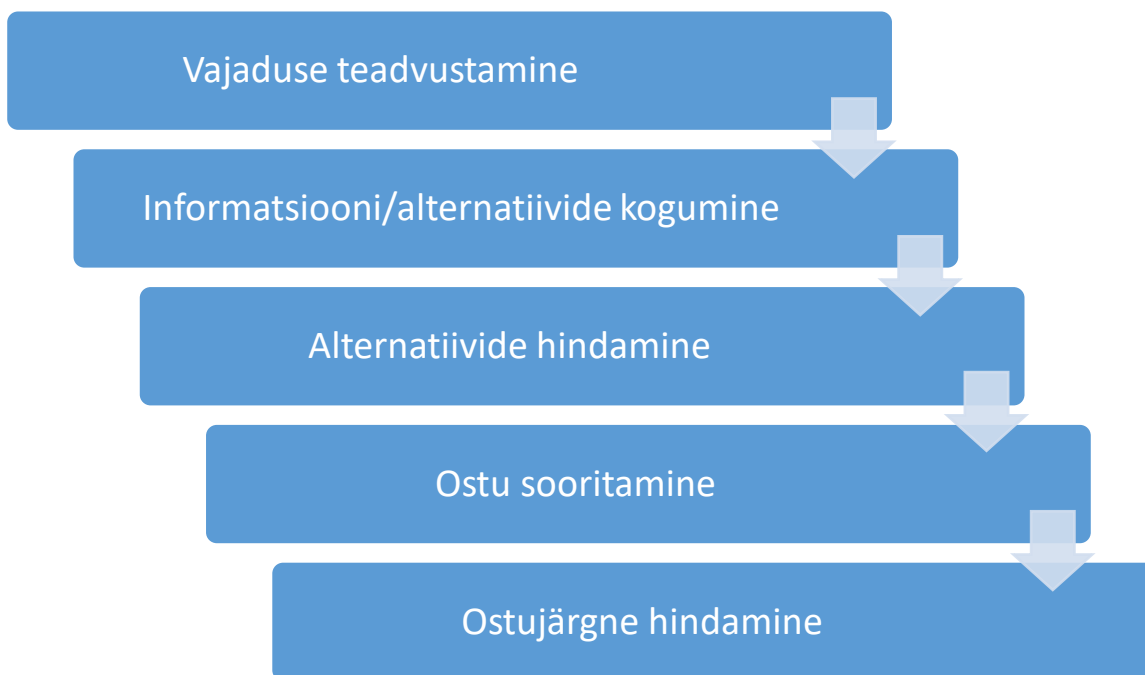 Vajaduse teadvustamine
Informatsiooni/alternatiivide kogumine
Alternatiivide hindamine
Ostu sooritamine
Ostujärgne hindamine